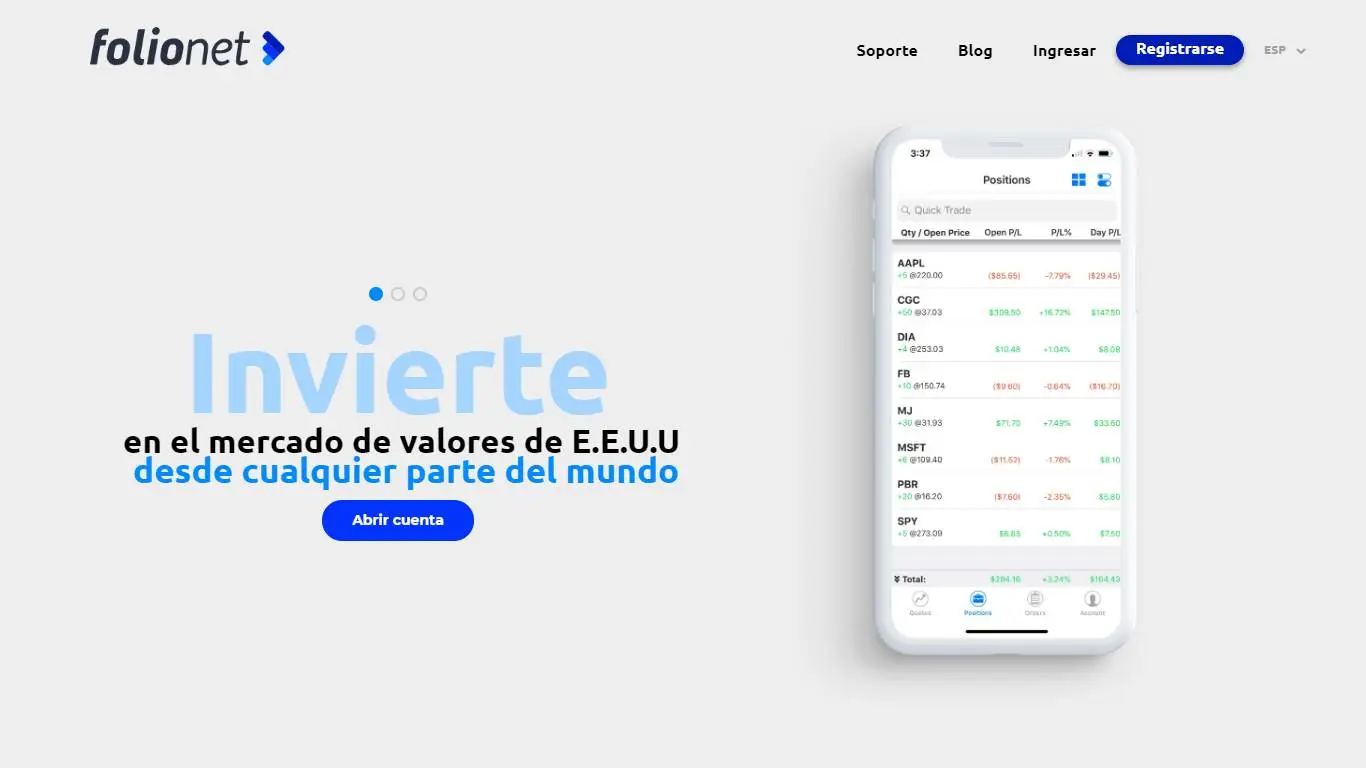 folionet
Soporte Blog Ingresar Registrarse ESP
Invierte
en el mercado de valores de E.E.U.U
desde cualquier parte del mundo
Abrir cuenta
3:37
Positions
Quick Trade
Qty / Open Price Open P/L P/L% Day P/L
AAPL
+5 @220.00 ($85.65) -7.79% ($29.45)
CGC
+50 @37.03 $309.50 +16.72% $147.50
DIA
+4 @253.03 $10.48 +1.04% $8.08
FB
+10 @150.74 ($9.60) -0.64% ($16.70)
MJ
+30 @31.93 $71.70 +7.49% $33.60
MSFT
+6 @109.40 ($11.52) -1.76% $8.10
PBR
+20 @16.20 ($7.60) -2.35% $5.80
SPY
+5 @273.09 $6.85 +0.50% $7.50
Total: $284.16 +3.24% $164.43
Quotes Positions Orders Account